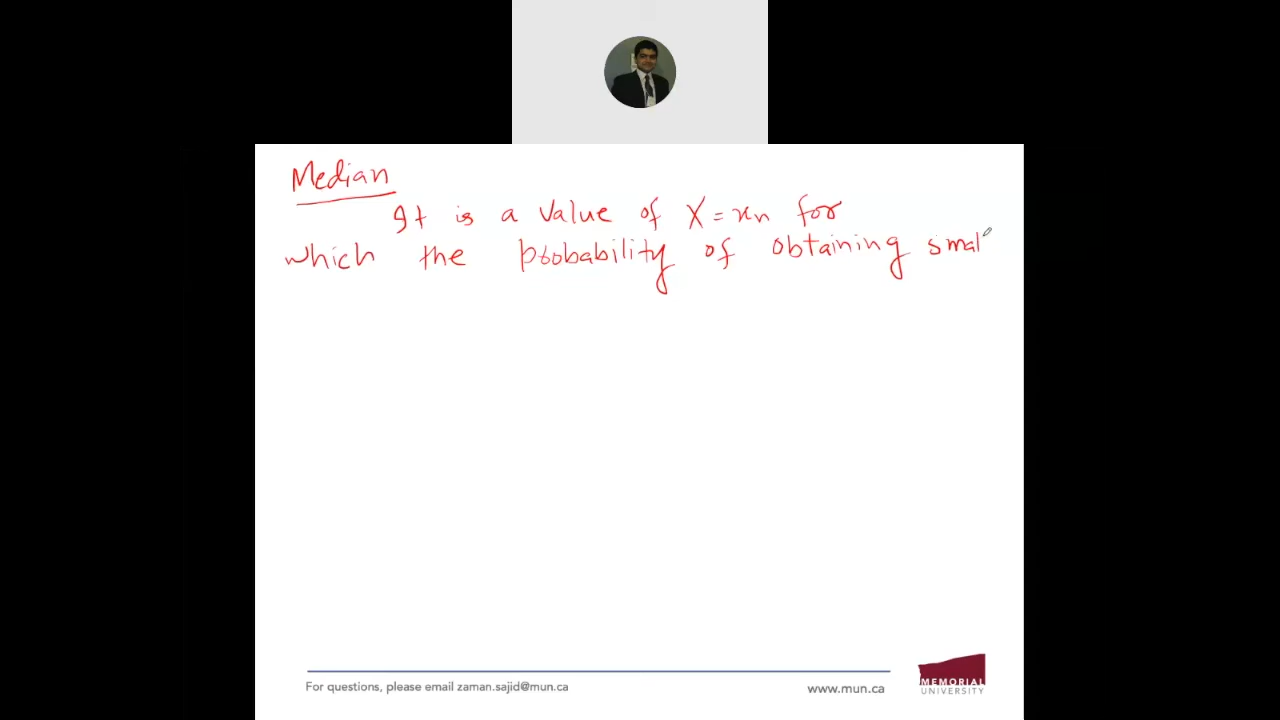 Median
It is a value of X = xn for
which the probability of obtaining smal
For questions, please email zaman.sajid@mun.ca
www.mun.ca
MEMORIAL
UNIVERSITY